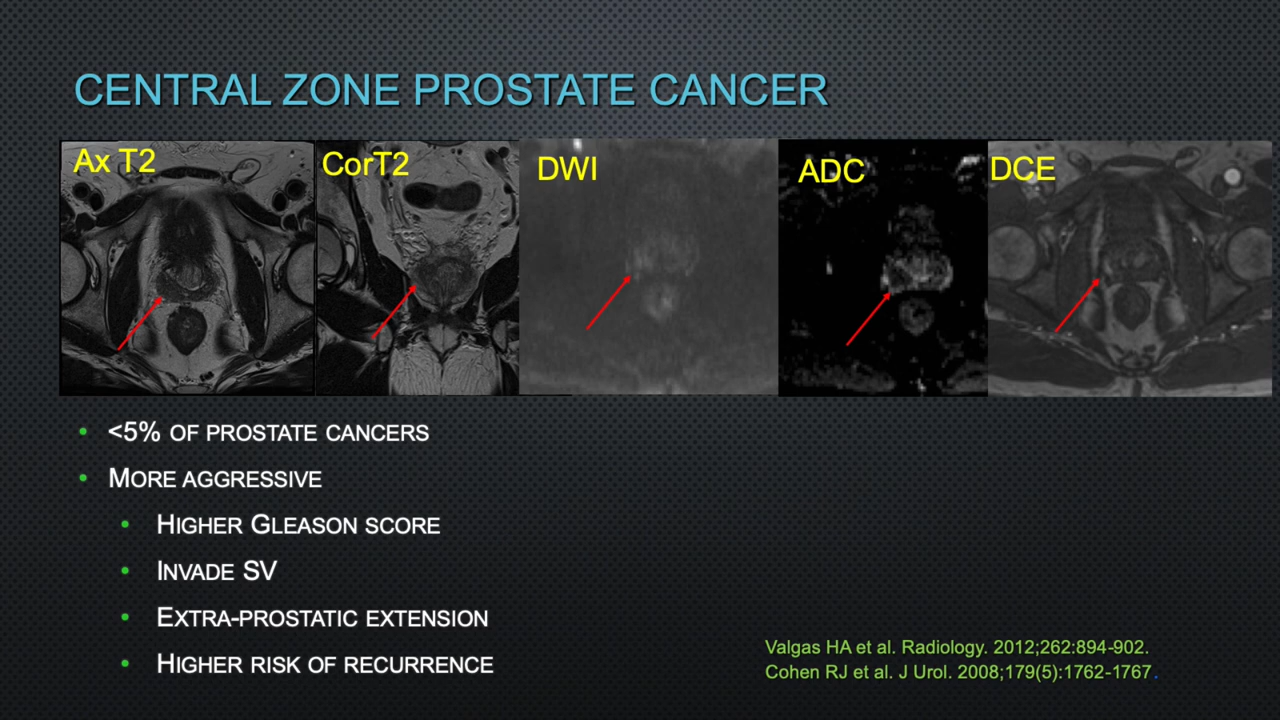 CENTRAL ZONE PROSTATE CANCER
Ax T2
CorT2
DWI
ADC
DCE
• <5% OF PROSTATE CANCERS
• MORE AGGRESSIVE
• HIGHER GLEASON SCORE
• INVADE SV
• EXTRA-PROSTATIC EXTENSION
• HIGHER RISK OF RECURRENCE
Valgas HA et al. Radiology. 2012;262:894-902.
Cohen RJ et al. J Urol. 2008;179(5):1762-1767.